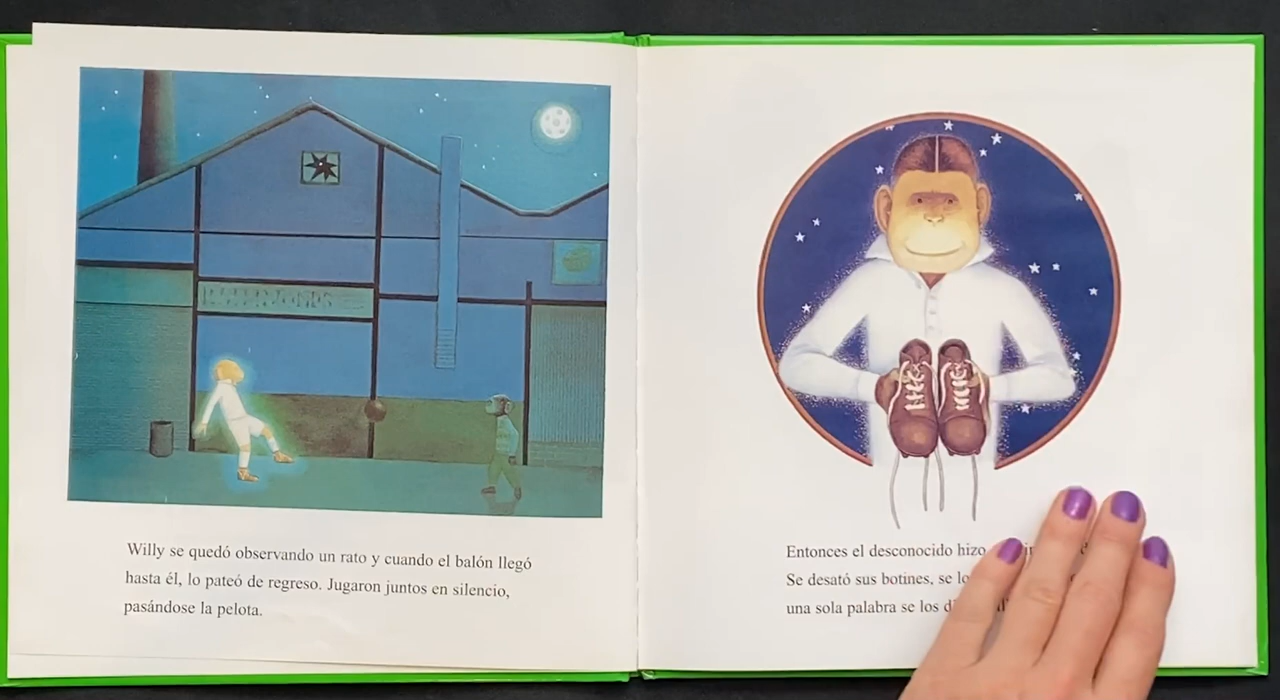 Willy se quedó observando un rato y cuando el balón llegó
hasta él, lo pateó de regreso. Jugaron juntos en silencio,
pasándose la pelota.
Entonces el desconocido hizo
Se desató sus botines, se
una sola palabra se los